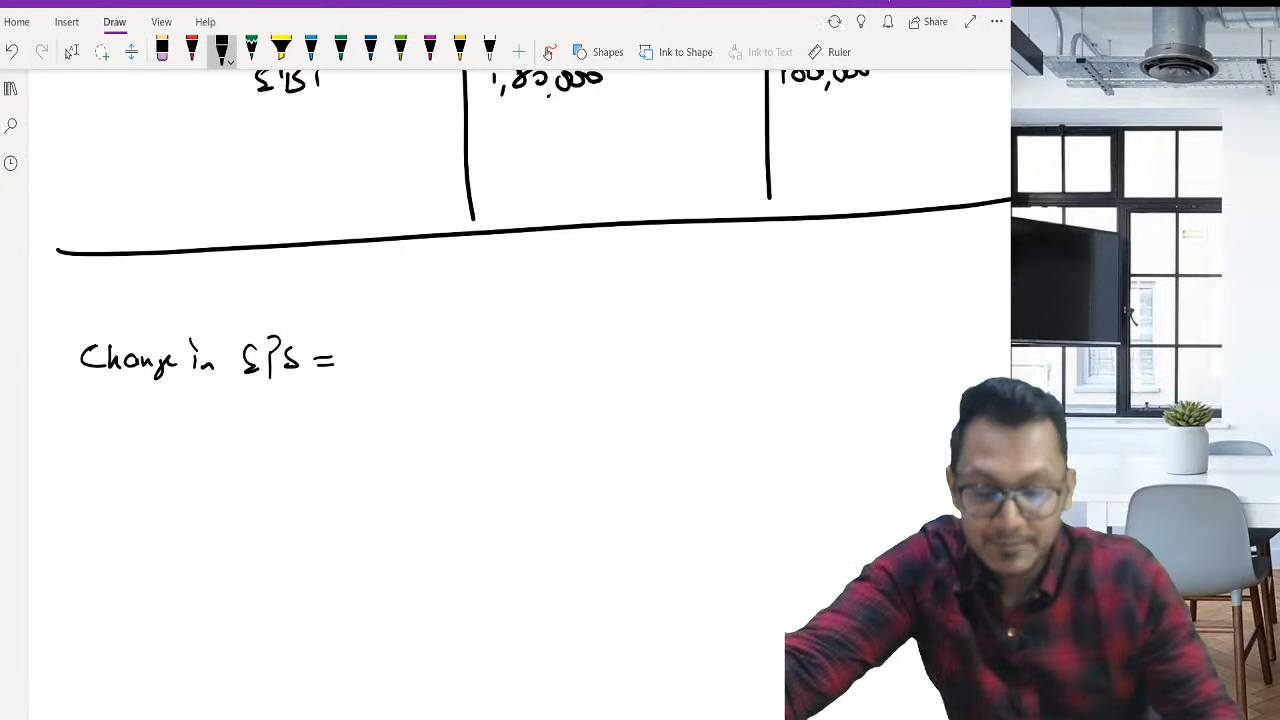 Home Insert Draw View Help
Share
Shapes Ink to Shape Ink to Text Ruler
EBT 1,85,000
Change in EPS =